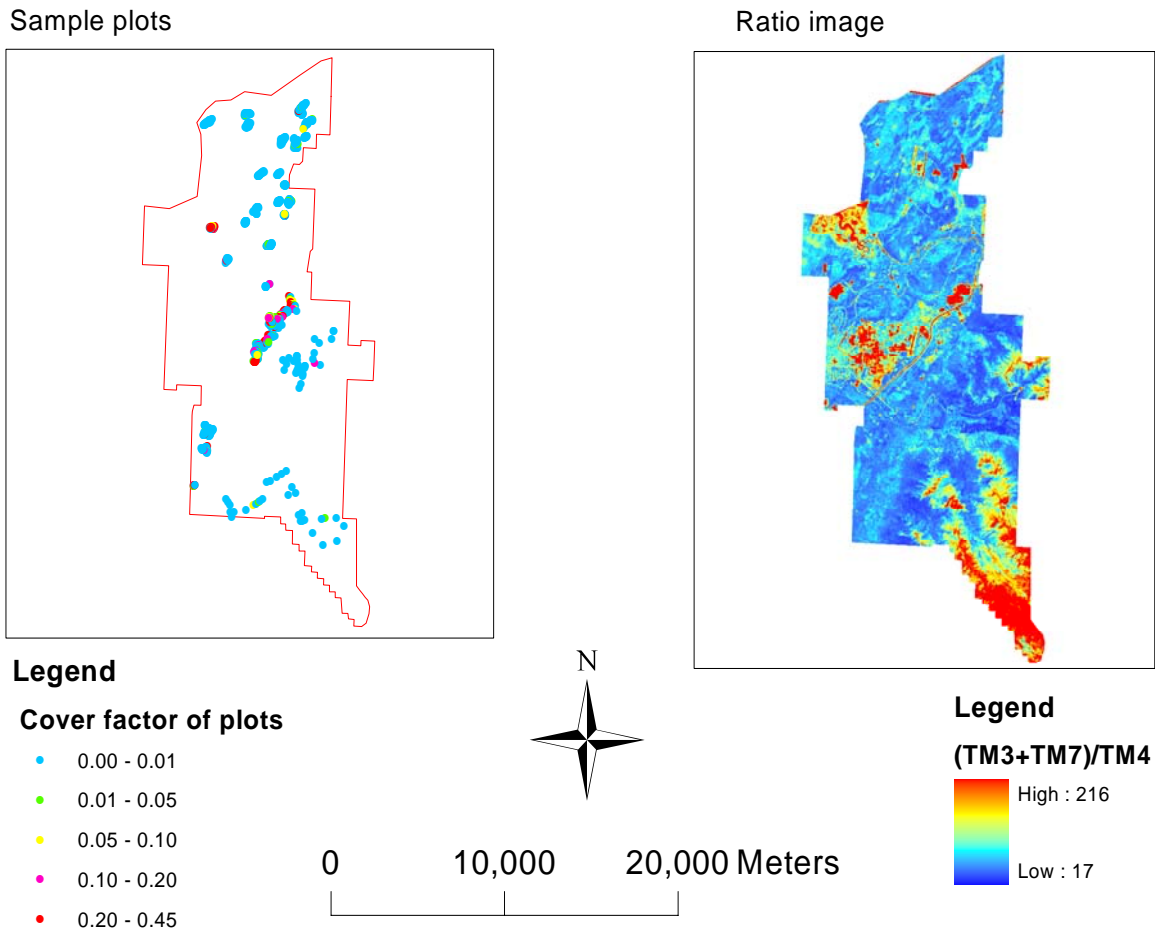 Sample plots
Ratio image
Legend
Cover factor of plots
0.00 - 0.01
0.01 - 0.05
0.05 - 0.10
0.10 - 0.20
0.20 - 0.45
N
0 10,000 20,000 Meters
Legend
(TM3+TM7)/TM4
High : 216
Low : 17